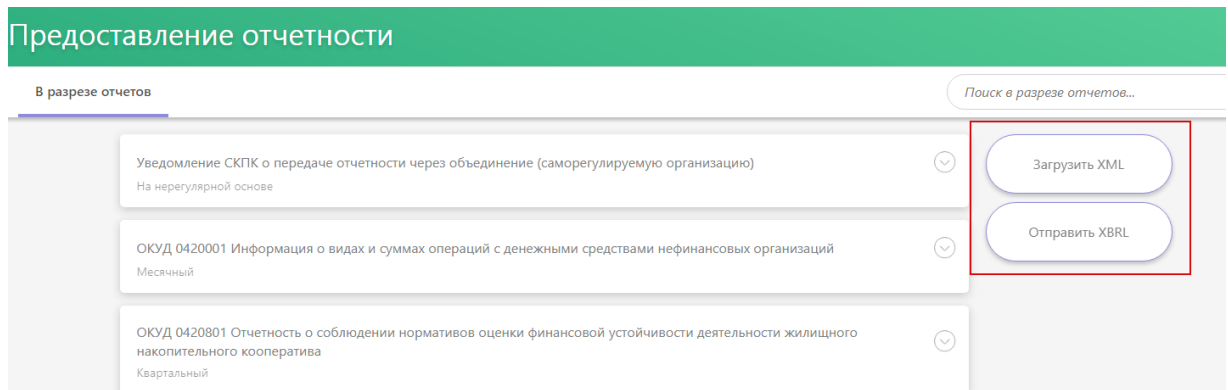 Предоставление отчетности
В разрезе отчетов
Поиск в разрезе отчетов...
Уведомление СКПК о передаче отчетности через объединение (саморегулируемую организацию)
На нерегулярной основе
Загрузить XML
ОКУД 0420001 Информация о видах и суммах операций с денежными средствами нефинансовых организаций
Месячный
Отправить XBRL
ОКУД 0420801 Отчетность о соблюдении нормативов оценки финансовой устойчивости деятельности жилищного
накопительного кооператива
Квартальный